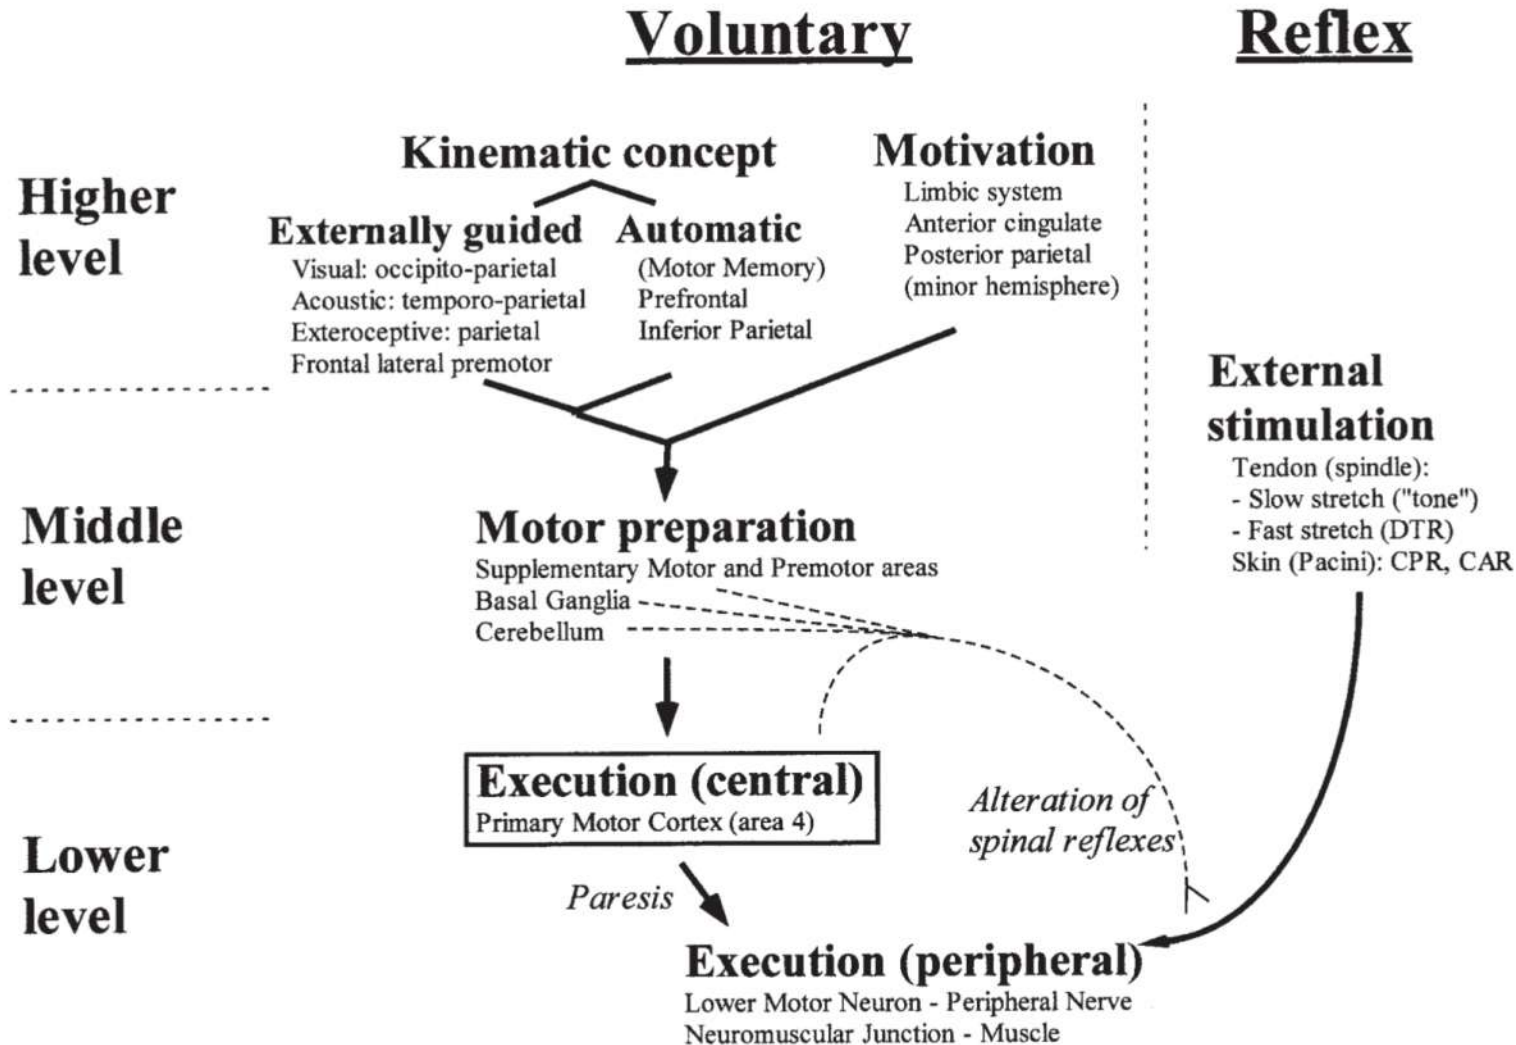 Voluntary
Reflex
Higher
level
Kinematic concept
Externally guided
Visual: occipito-parietal
Acoustic: temporo-parietal
Exteroceptive: parietal
Frontal lateral premotor
Automatic
(Motor Memory)
Prefrontal
Inferior Parietal
Motivation
Limbic system
Anterior cingulate
Posterior parietal
(minor hemisphere)
External
stimulation
Tendon (spindle):
- Slow stretch ("tone")
- Fast stretch (DTR)
Skin (Pacini): CPR, CAR
Middle
level
Motor preparation
Supplementary Motor and Premotor areas
Basal Ganglia
Cerebellum
Lower
level
Execution (central)
Primary Motor Cortex (area 4)
Paresis
Alteration of
spinal reflexes
Execution (peripheral)
Lower Motor Neuron - Peripheral Nerve
Neuromuscular Junction - Muscle